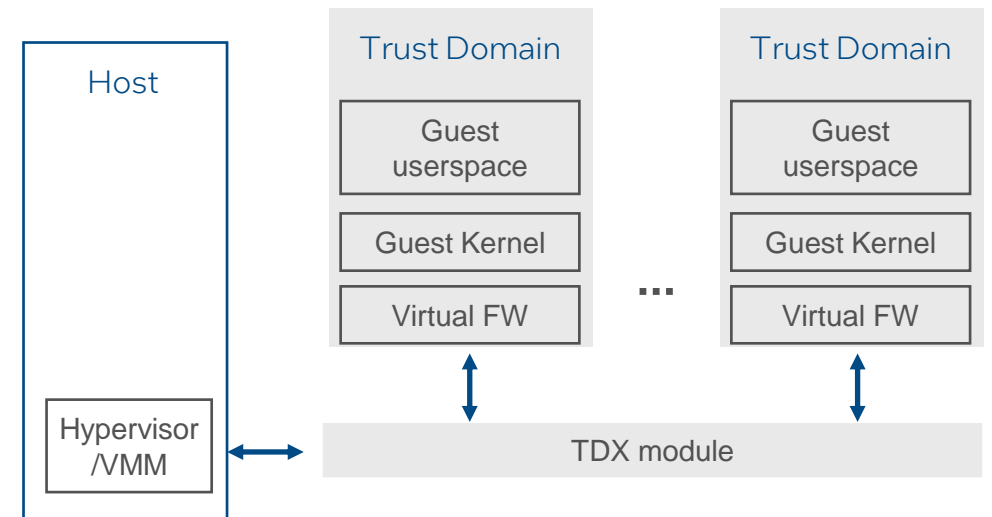 Host
Hypervisor
/VMM
Trust Domain
Guest
userspace
Guest Kernel
Virtual FW
...
Trust Domain
Guest
userspace
Guest Kernel
Virtual FW
TDX module